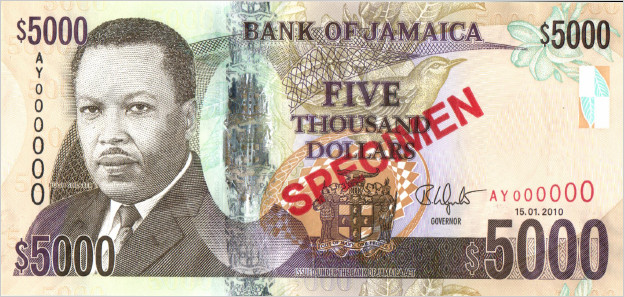 $5000
BANK OF JAMAICA
$5000
AY000000
FIVE
THOUSAND
DOLLARS
SPECIMEN
AY000000
15.01.2010
GOVERNOR
$5000
$5000
ISSUED UNDER THE BANK OF JAMAICA ACT